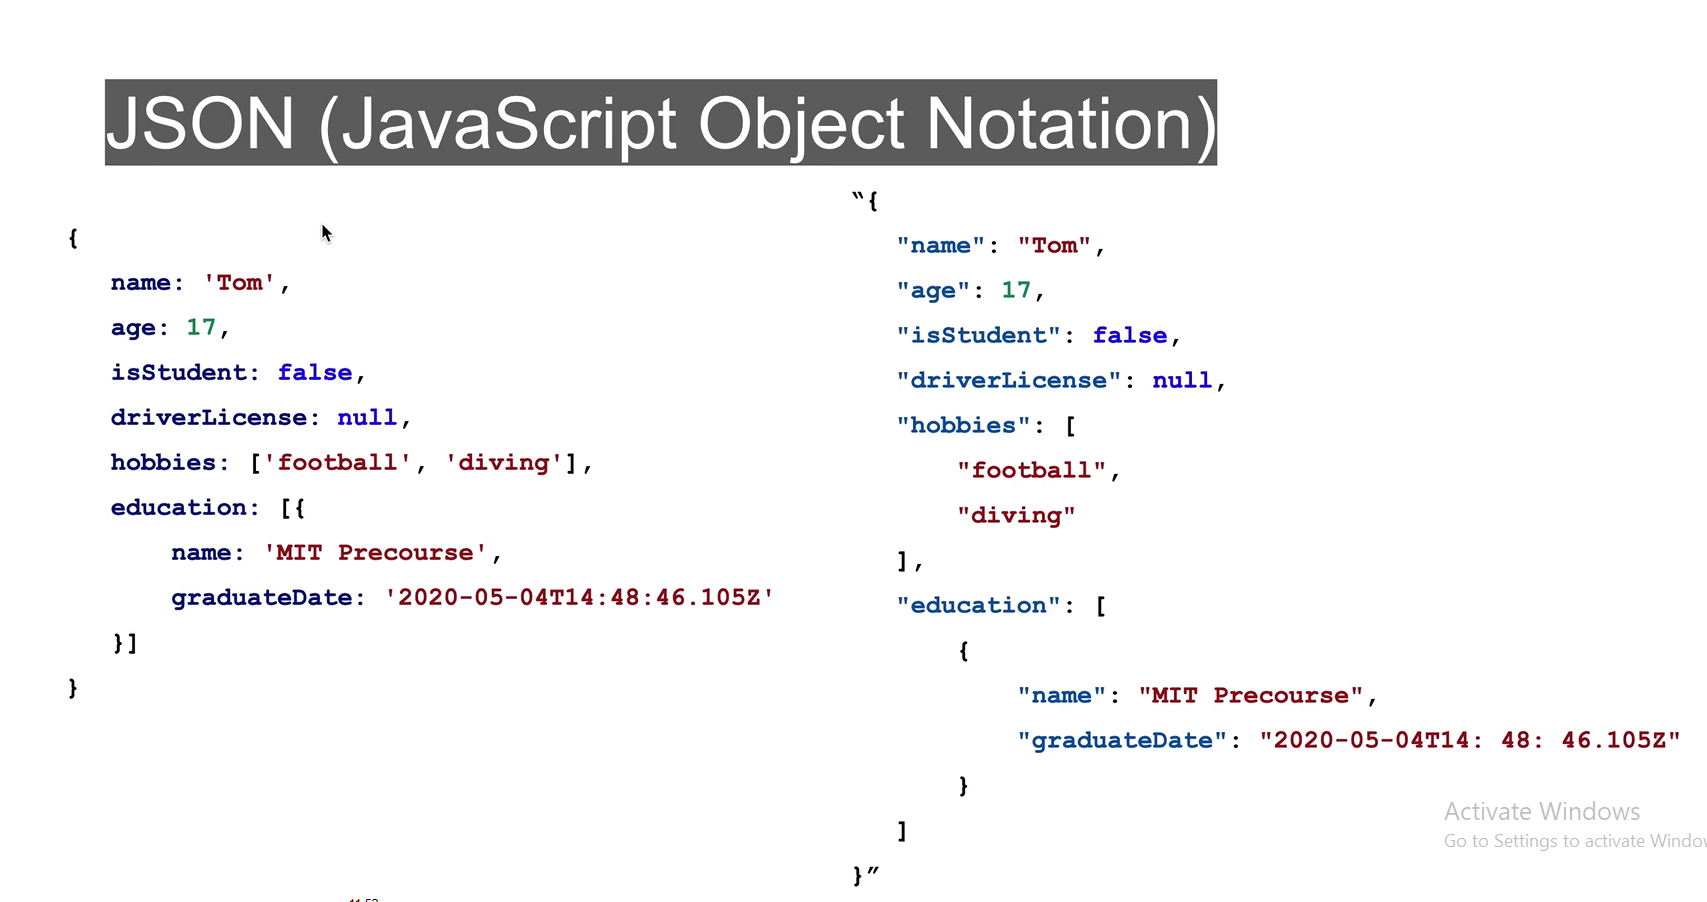 JSON (JavaScript Object Notation)
{
name: 'Tom',
age: 17,
isStudent: false,
driverLicense: null,
hobbies: ['football', 'diving'],
education: [{
name: 'MIT Precourse',
graduateDate: '2020-05-04T14:48:46.105Z'
}]
}
“{
"name": "Tom",
"age": 17,
"isStudent": false,
"driverLicense": null,
"hobbies": [
"football",
"diving"
],
"education": [
{
"name": "MIT Precourse",
"graduateDate": "2020-05-04T14: 48: 46.105Z"
}
]
}”
Activate Windows
Go to Settings to activate